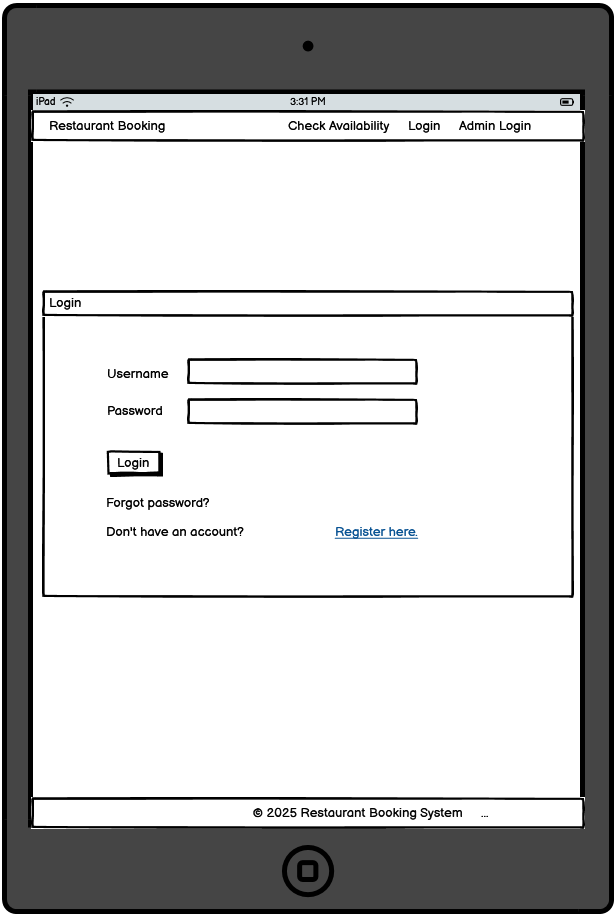 iPad 3:31 PM
Restaurant Booking Check Availability Login Admin Login
Login
Username
Password
Login
Forgot password?
Don't have an account? Register here.
© 2025 Restaurant Booking System ...